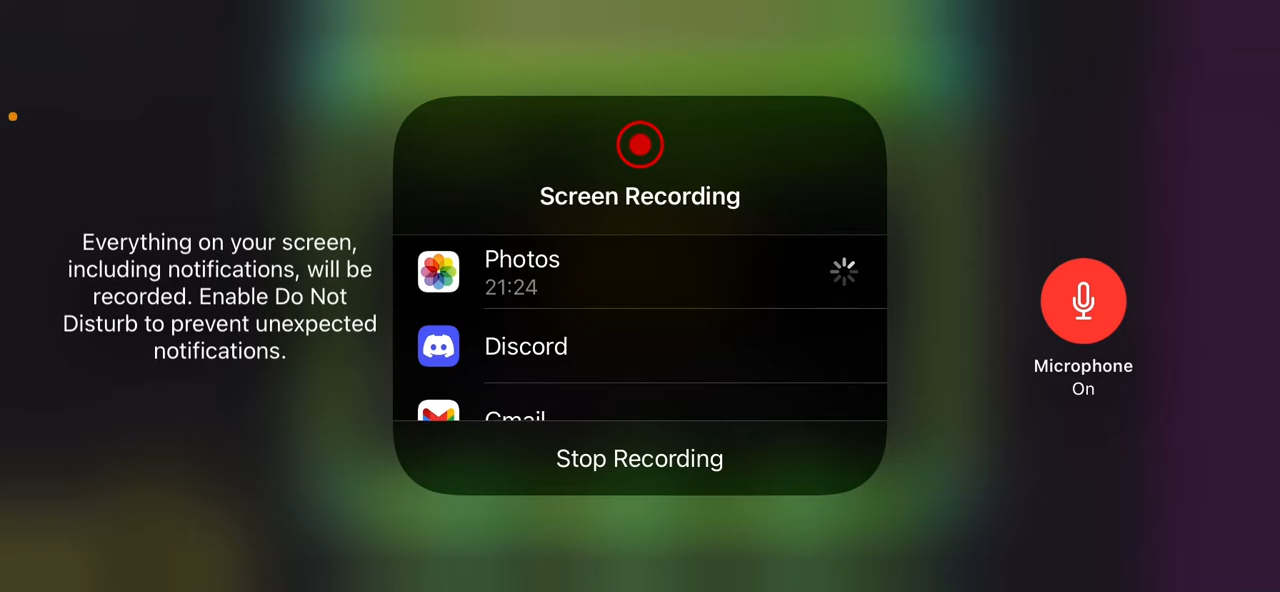 Screen Recording
Everything on your screen,
including notifications, will be
recorded. Enable Do Not
Disturb to prevent unexpected
notifications.
Photos
21:24
Discord
Gmail
Stop Recording
Microphone
On